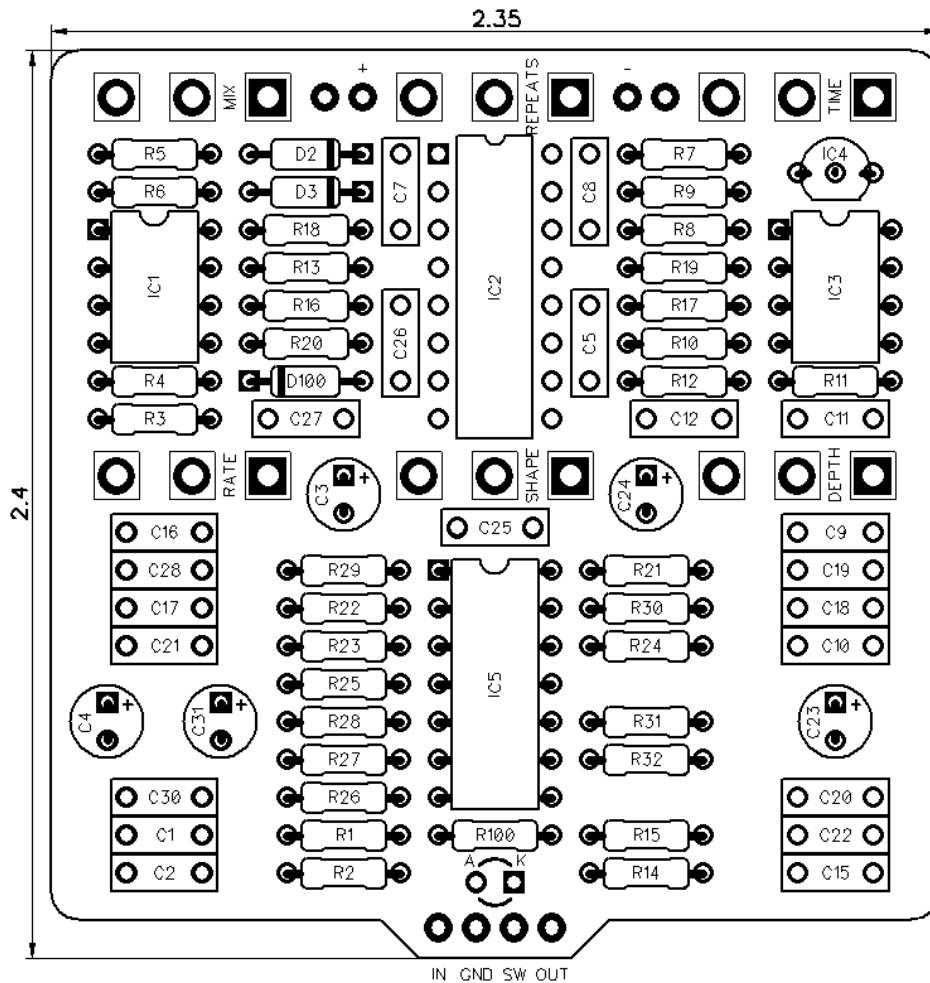 2.35
2.4
MIX
+
REPEATS
-
TIME
R5
D2
C7
C8
R7
IC4
R6
D3
R9
IC1
R18
IC2
R8
IC3
R13
R19
R16
C26
C5
R17
R20
R10
R4
D100
R12
R11
R3
C27
C12
C11
RATE
C3
+
SHAPE
C24
+
DEPTH
C16
C25
C9
C28
R29
R21
C19
C17
R22
R30
C18
C21
R23
R24
C10
R25
IC5
C4
+
C31
+
R28
R31
C23
+
R27
R32
C30
R26
C20
C1
R1
R100
R15
C22
C2
R2
A
K
R14
C15
IN GND SW OUT